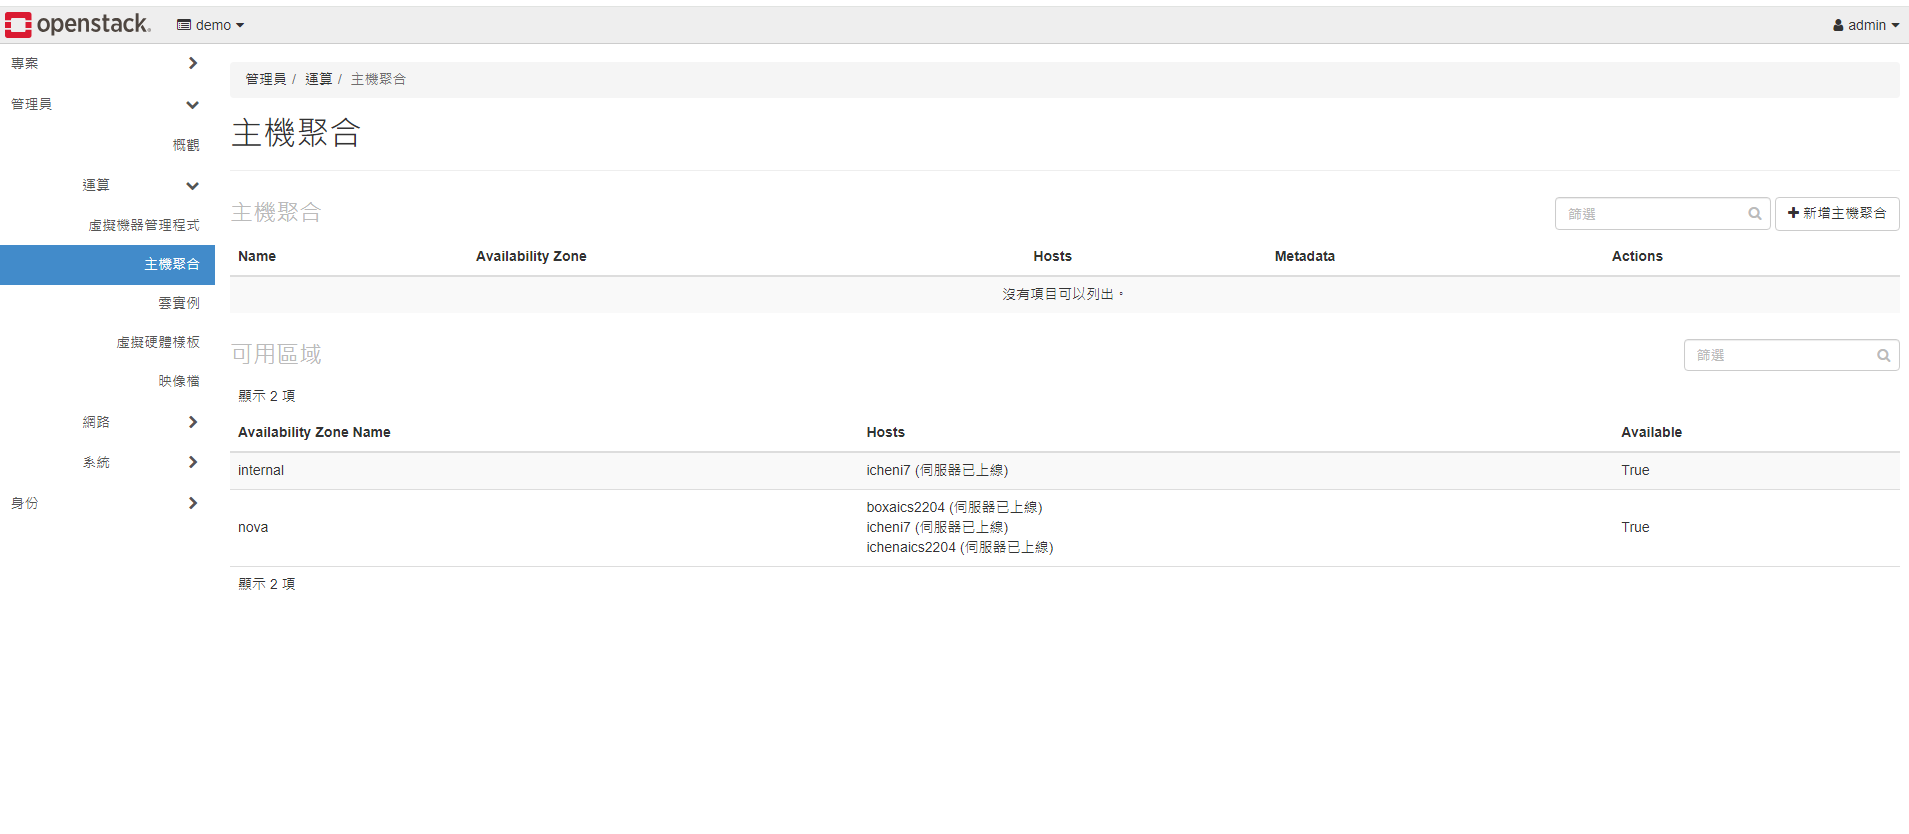 openstack. demo admin
專案
管理員
概觀
運算
虛擬機器管理程式
主機聚合
雲實例
虛擬硬體樣板
映像檔
網路
系統
身份
管理員 / 運算 / 主機聚合
主機聚合
主機聚合
篩選 新增主機聚合
Name Availability Zone Hosts Metadata Actions
沒有項目可以列出。
可用區域
篩選
顯示 2 項
Availability Zone Name Hosts Available
internal icheni7 (伺服器已上線) True
boxaics2204 (伺服器已上線)
nova icheni7 (伺服器已上線) True
ichenaics2204 (伺服器已上線)
顯示 2 項